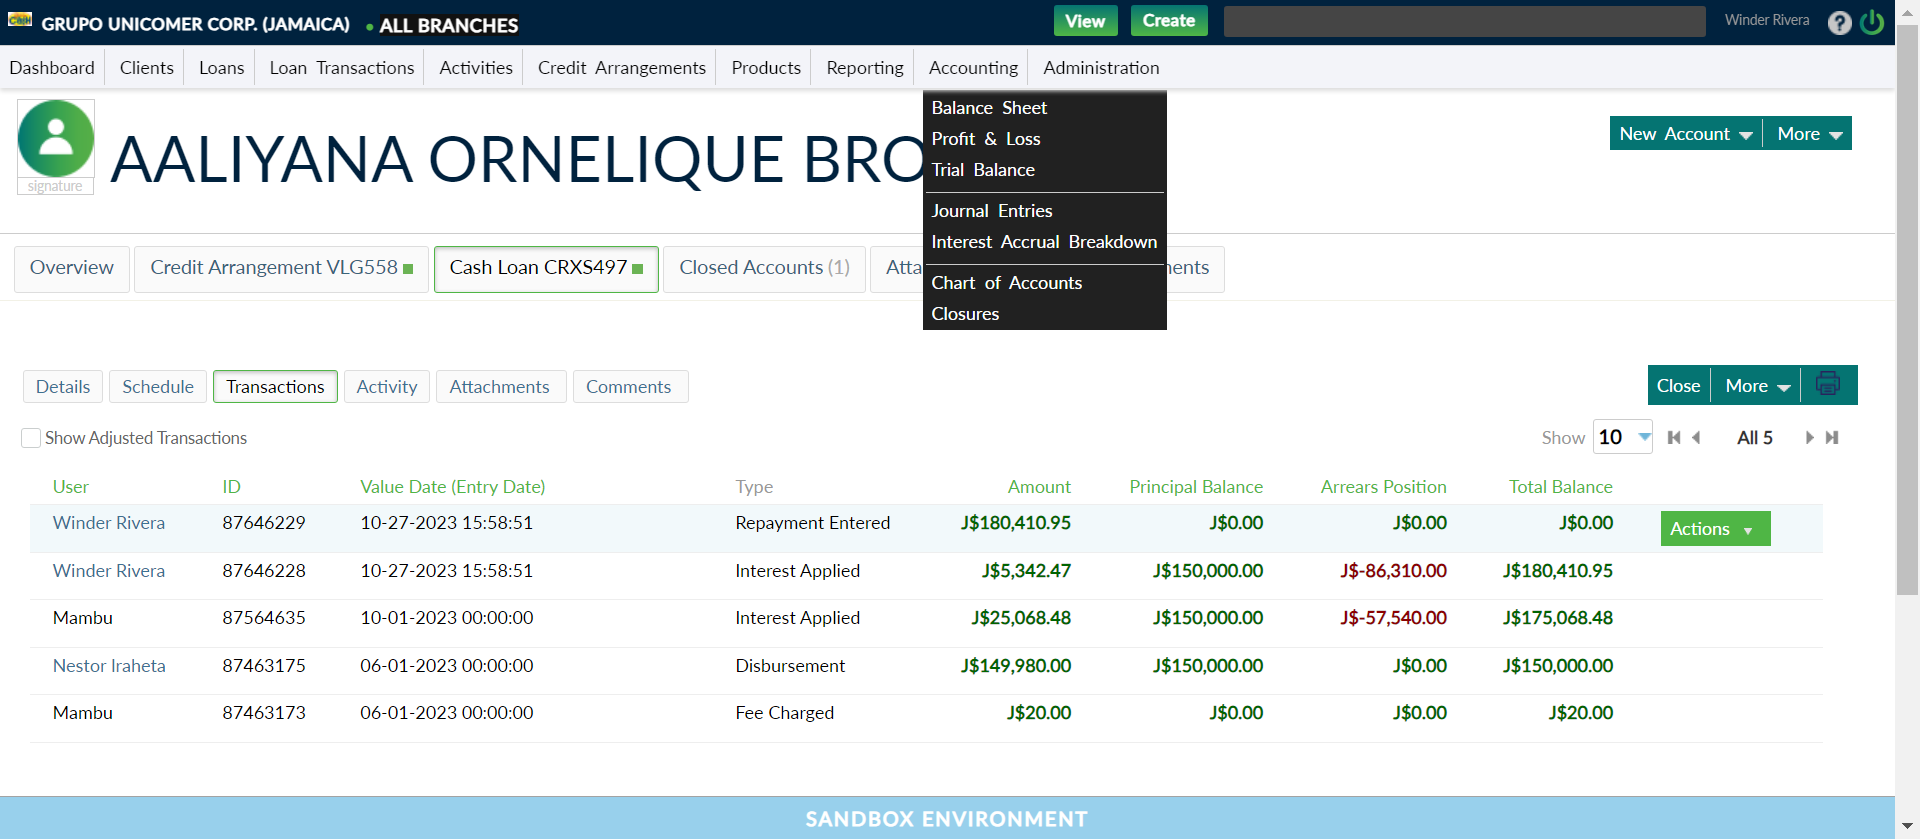 Cash
GRUPO UNICOMER CORP. (JAMAICA) • ALL BRANCHES View Create Winder Rivera ?
Dashboard Clients Loans Loan Transactions Activities Credit Arrangements Products Reporting Accounting Administration
Balance Sheet
Profit & Loss
Trial Balance
Journal Entries
Interest Accrual Breakdown
Chart of Accounts
Closures
signature
AALIYANA ORNELIQUE BRO
New Account More
Overview Credit Arrangement VLG558 Cash Loan CRXS497 Closed Accounts (1) Atta ents
Details Schedule Transactions Activity Attachments Comments Close More
Show Adjusted Transactions Show 10 All 5
User ID Value Date (Entry Date) Type Amount Principal Balance Arrears Position Total Balance
Winder Rivera 87646229 10-27-2023 15:58:51 Repayment Entered J$180,410.95 J$0.00 J$0.00 J$0.00 Actions
Winder Rivera 87646228 10-27-2023 15:58:51 Interest Applied J$5,342.47 J$150,000.00 J$-86,310.00 J$180,410.95
Mambu 87564635 10-01-2023 00:00:00 Interest Applied J$25,068.48 J$150,000.00 J$-57,540.00 J$175,068.48
Nestor Iraheta 87463175 06-01-2023 00:00:00 Disbursement J$149,980.00 J$150,000.00 J$0.00 J$150,000.00
Mambu 87463173 06-01-2023 00:00:00 Fee Charged J$20.00 J$0.00 J$0.00 J$20.00
SANDBOX ENVIRONMENT